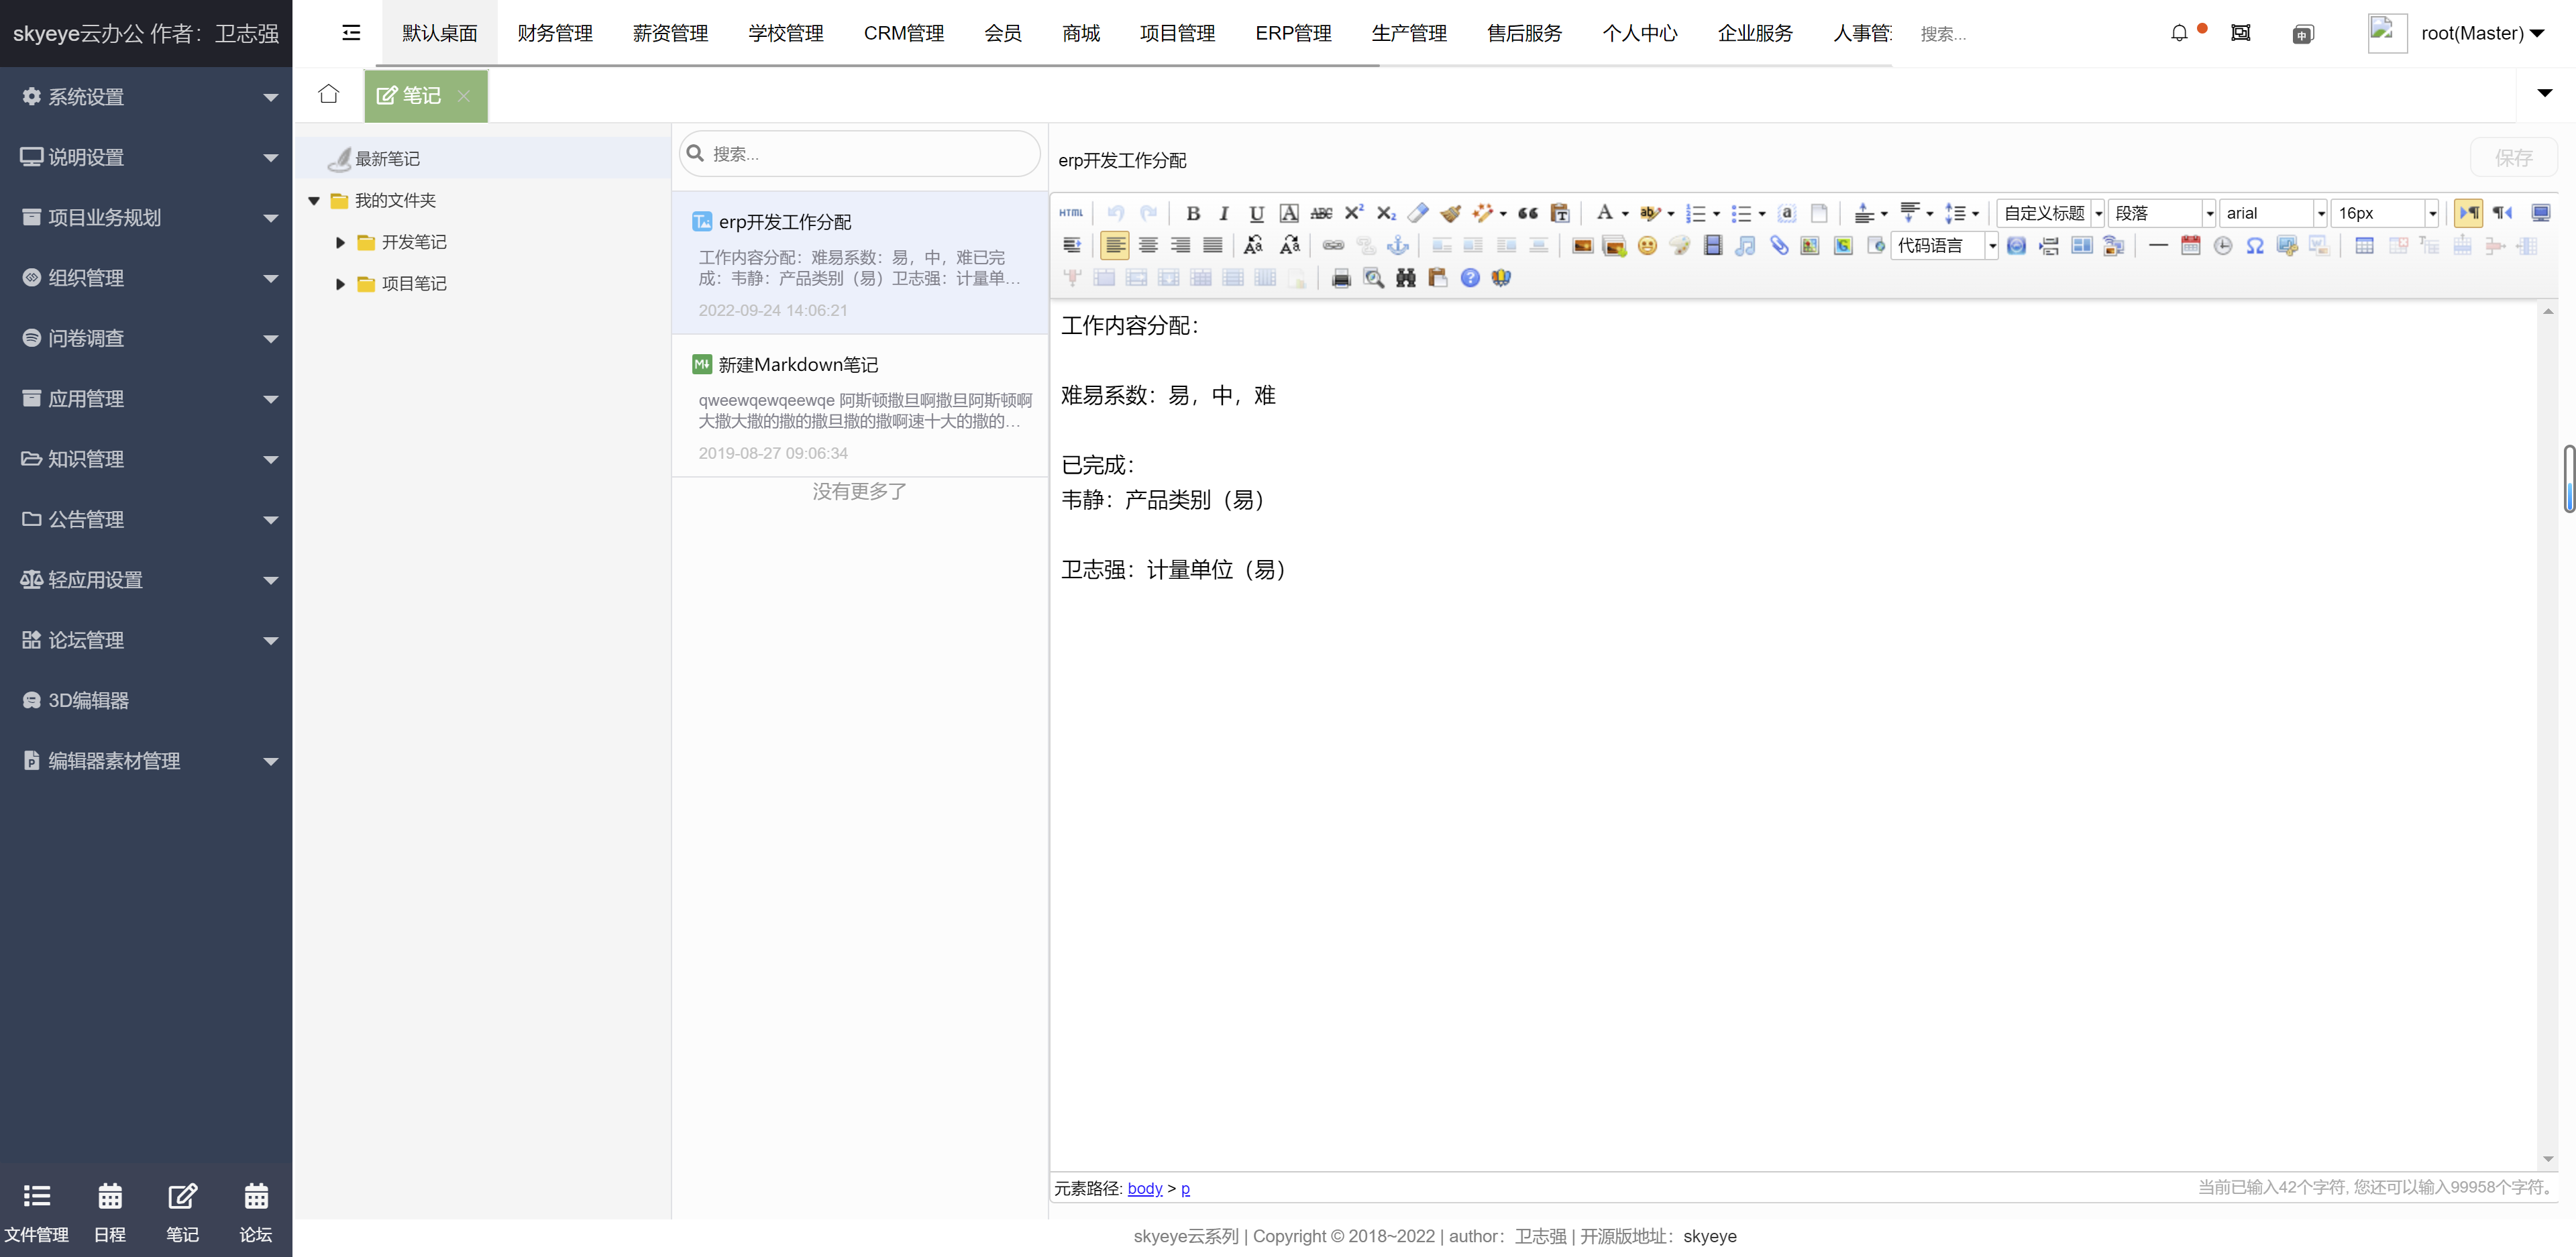 skyeye云办公 作者：卫志强
默认桌面
财务管理
薪资管理
学校管理
CRM管理
会员
商城
项目管理
ERP管理
生产管理
售后服务
个人中心
企业服务
人事管
搜索...
root(Master)
系统设置
说明设置
项目业务规划
组织管理
问卷调查
应用管理
知识管理
公告管理
轻应用设置
论坛管理
3D编辑器
编辑器素材管理
文件管理
日程
笔记
论坛
笔记
最新笔记
我的文件夹
开发笔记
项目笔记
搜索...
erp开发工作分配
工作内容分配：难易系数：易，中，难已完
成：韦静：产品类别（易）卫志强：计量单...
2022-09-24 14:06:21
新建Markdown笔记
qweewqewqeewqe 阿斯顿撒旦啊撒旦阿斯顿啊
大撒大撒的撒的撒旦撒的撒啊速十大的撒的...
2019-08-27 09:06:34
没有更多了
erp开发工作分配
保存
HTML
自定义标题
段落
arial
16px
代码语言
工作内容分配：
难易系数：易，中，难
已完成：
韦静：产品类别（易）
卫志强：计量单位（易）
元素路径: body > p
当前已输入42个字符, 您还可以输入99958个字符。
skyeye云系列 | Copyright © 2018~2022 | author：卫志强 | 开源版地址：skyeye